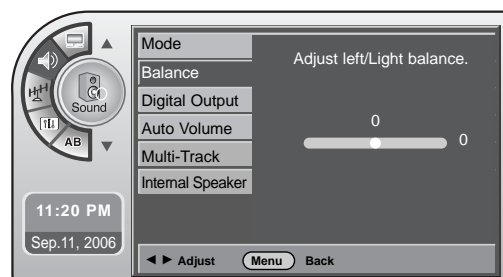 Mode
Balance
Digital Output
Auto Volume
Multi-Track
Internal Speaker
Adjust left/Light balance.
0
0
Sound
AB
11:20 PM
Sep.11, 2006
◄ ► Adjust Menu Back